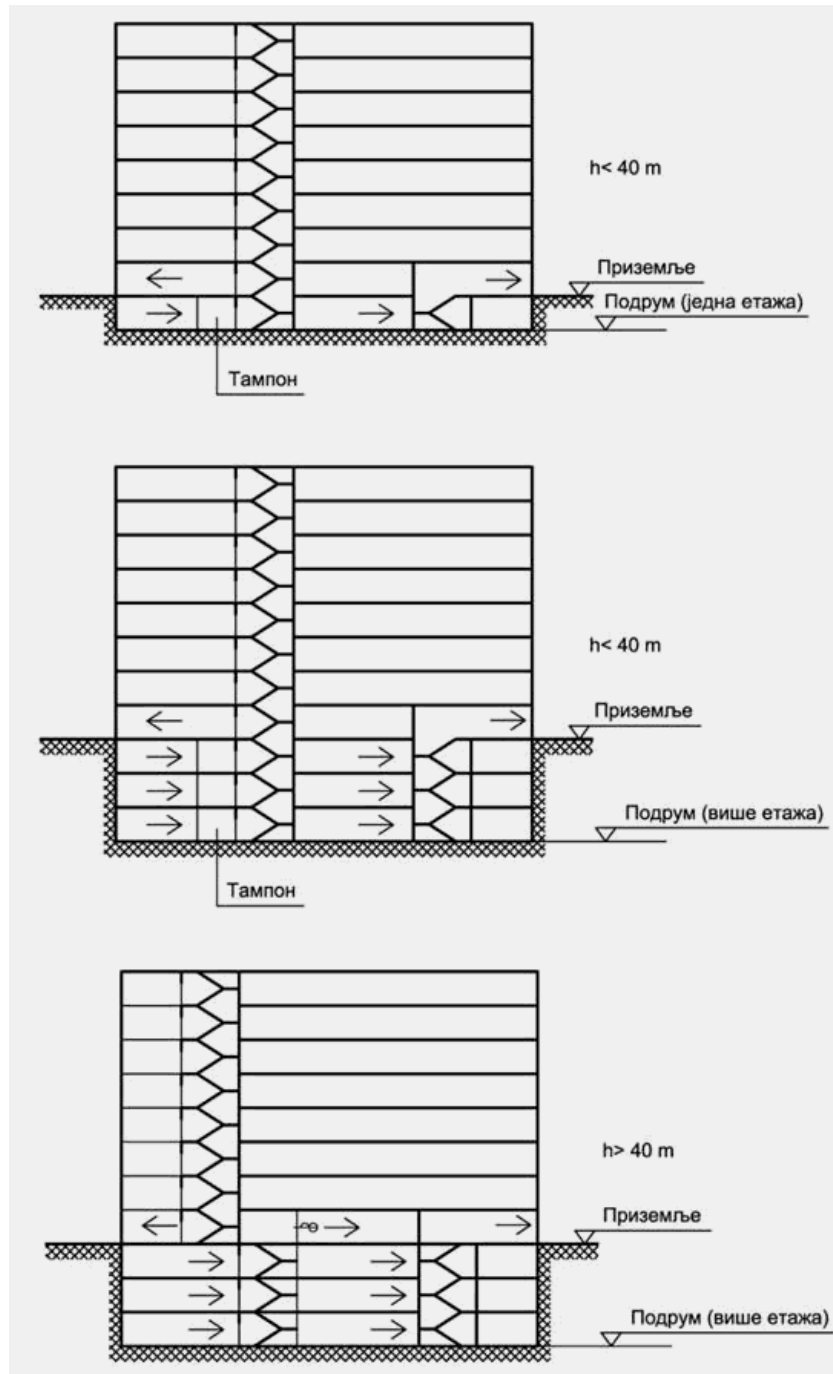 h< 40 m
Приземље
Подрум (једна етажа)
Тампон
h< 40 m
Приземље
Подрум (више етажа)
Тампон
h> 40 m
Приземље
Подрум (више етажа)